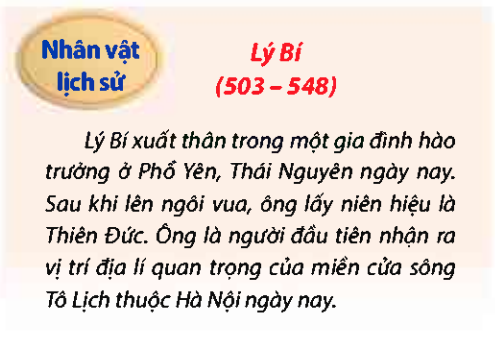 Nhân vật
lịch sử
Lý Bí
(503 – 548)
Lý Bí xuất thân trong một gia đình hào
trưởng ở Phổ Yên, Thái Nguyên ngày nay.
Sau khi lên ngôi vua, ông lấy niên hiệu là
Thiên Đức. Ông là người đầu tiên nhận ra
vị trí địa lí quan trọng của miền cửa sông
Tô Lịch thuộc Hà Nội ngày nay.